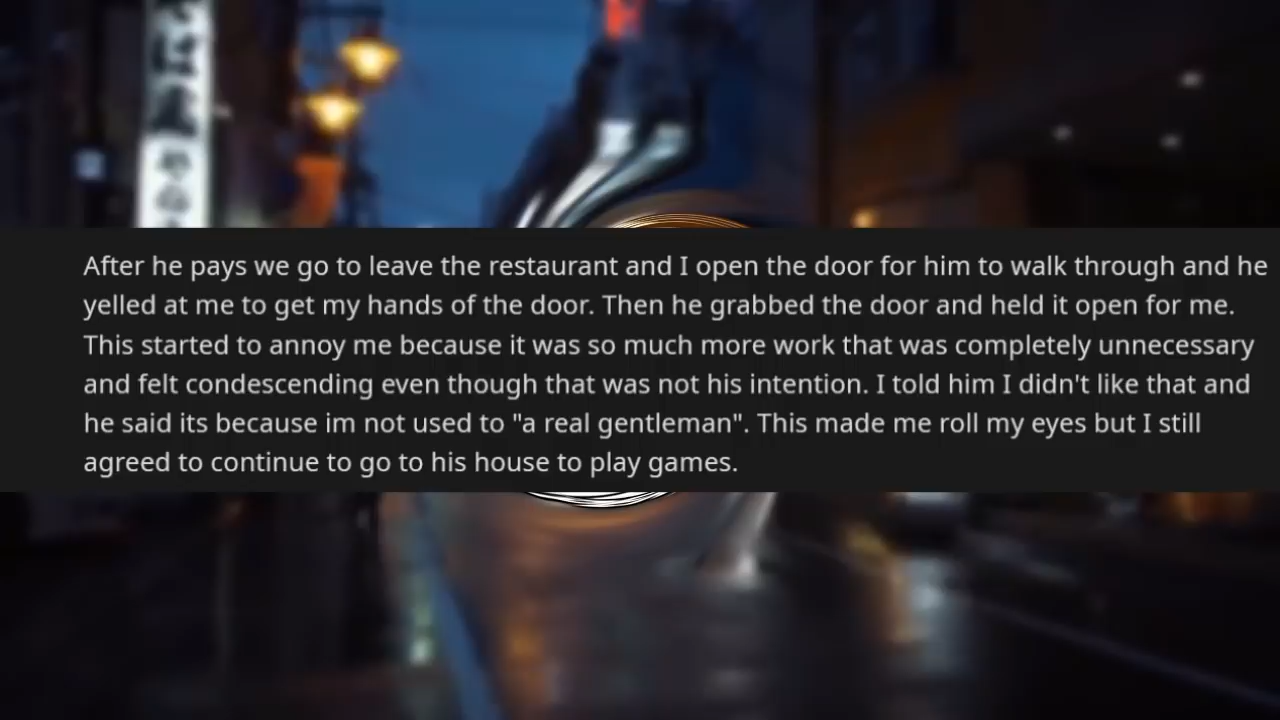 After he pays we go to leave the restaurant and I open the door for him to walk through and he
yelled at me to get my hands of the door. Then he grabbed the door and held it open for me.
This started to annoy me because it was so much more work that was completely unnecessary
and felt condescending even though that was not his intention. I told him I didn't like that and
he said its because im not used to "a real gentleman". This made me roll my eyes but I still
agreed to continue to go to his house to play games.